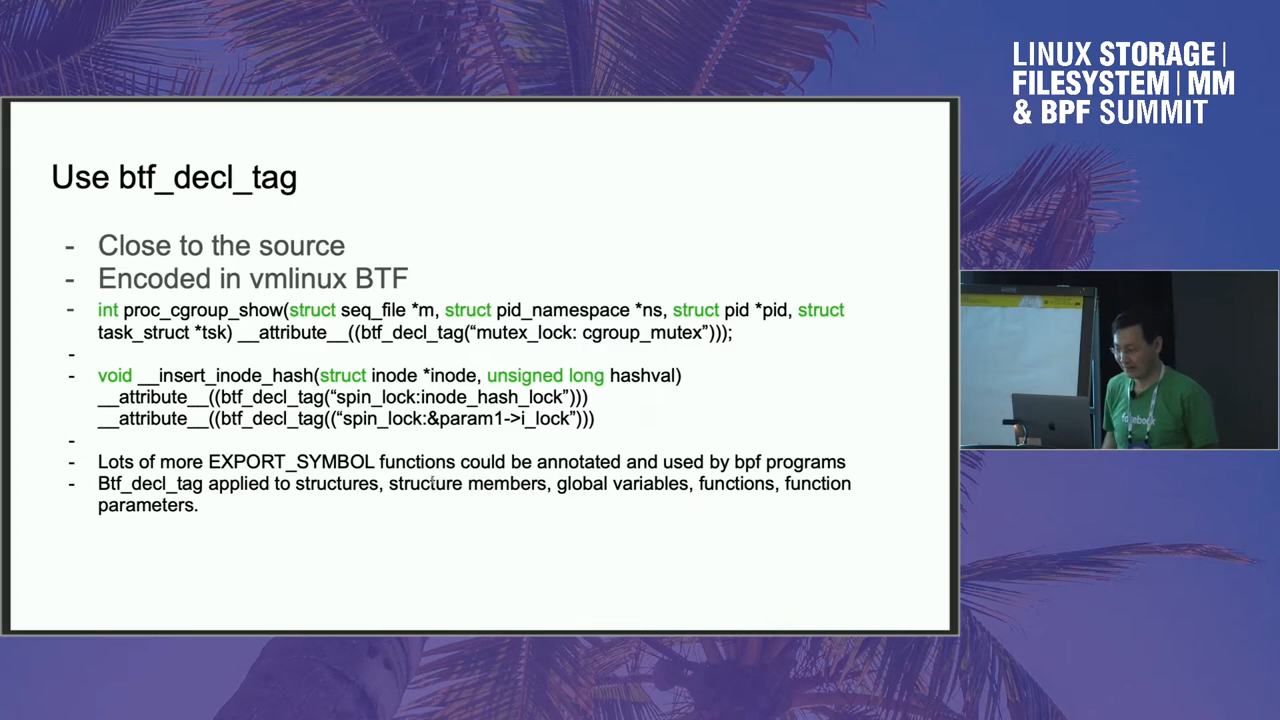 LINUX STORAGE |
FILESYSTEM | MM
& BPF SUMMIT
Use btf_decl_tag
- Close to the source
- Encoded in vmlinux BTF
- int proc_cgroup_show(struct seq_file *m, struct pid_namespace *ns, struct pid *pid, struct
task_struct *tsk) __attribute__((btf_decl_tag(“mutex_lock: cgroup_mutex”)));
-
- void __insert_inode_hash(struct inode *inode, unsigned long hashval)
__attribute__((btf_decl_tag(“spin_lock:inode_hash_lock”)))
__attribute__((btf_decl_tag((“spin_lock:&param1->i_lock”)))
-
- Lots of more EXPORT_SYMBOL functions could be annotated and used by bpf programs
- Btf_decl_tag applied to structures, structure members, global variables, functions, function
parameters.
facebook